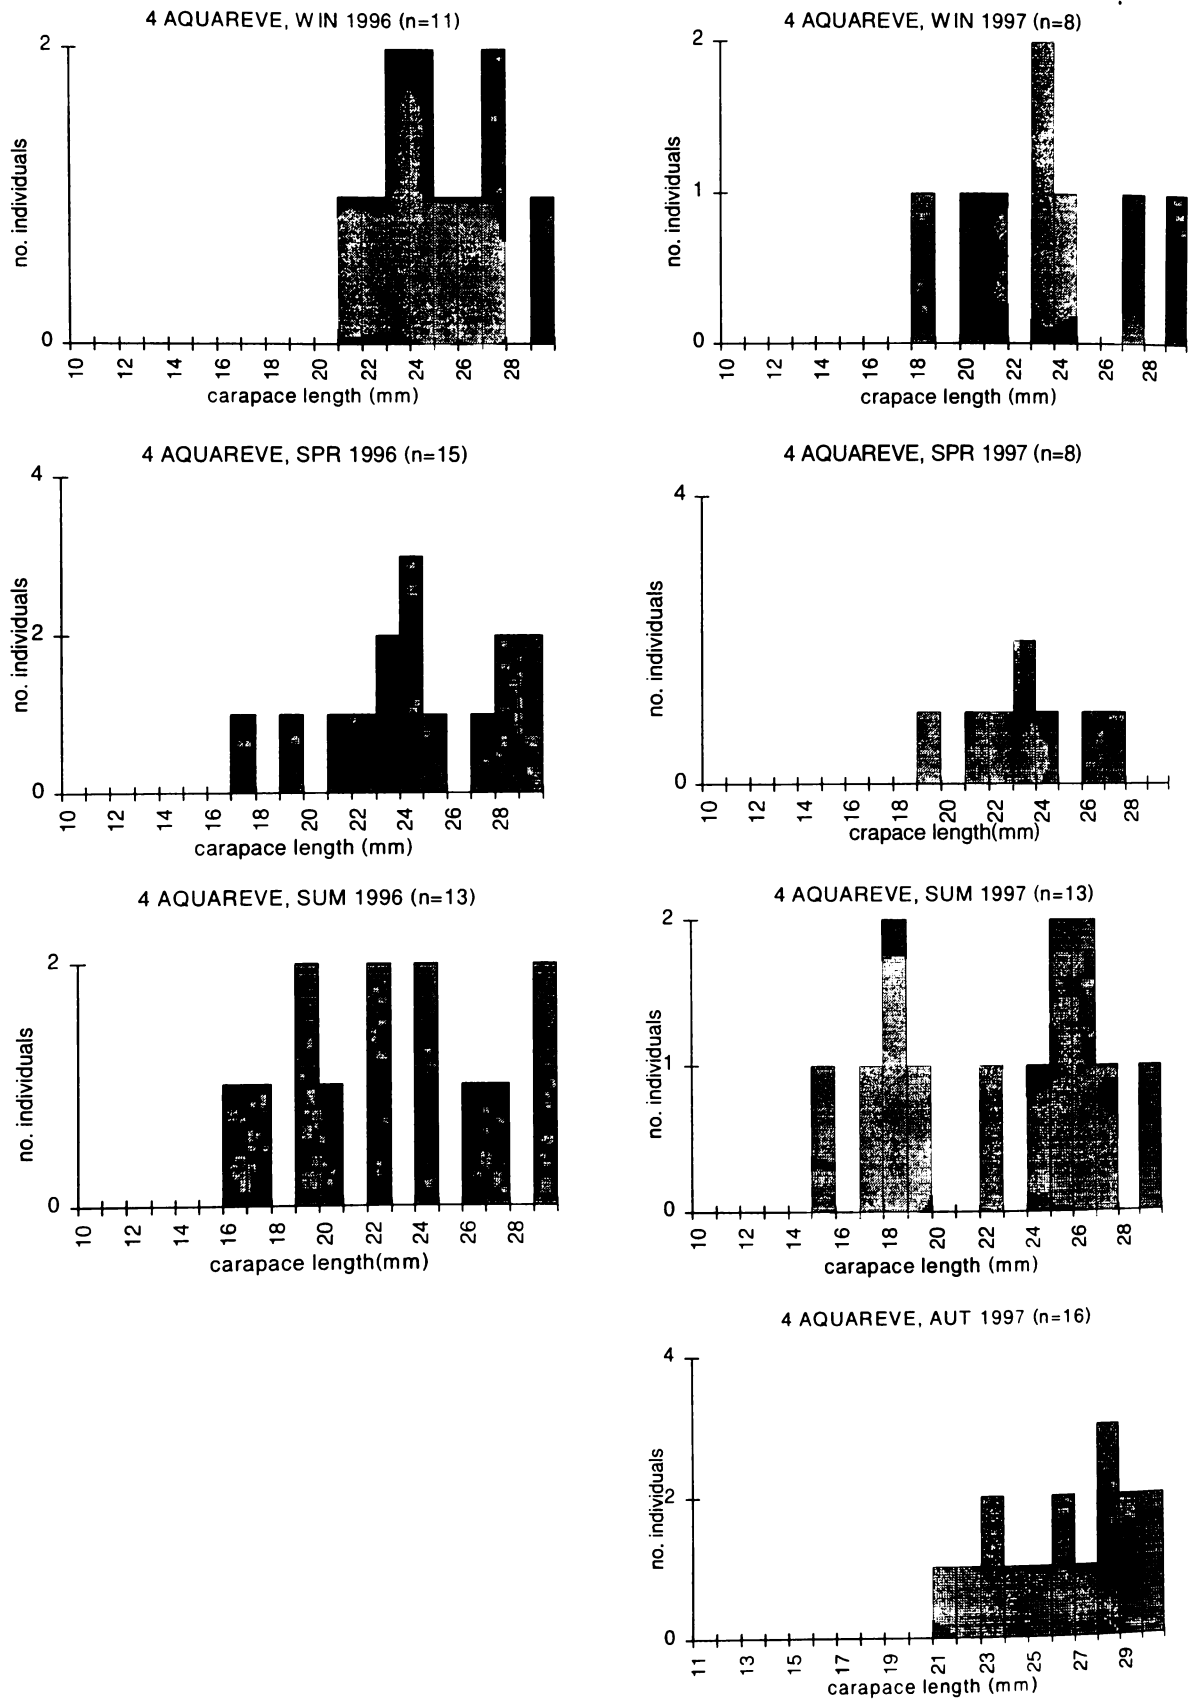 4 AQUAREVE, WIN 1996 (n=11)
2
1
0
no. individuals
10 12 14 16 18 20 22 24 26 28
carapace length (mm)
4 AQUAREVE, WIN 1997 (n=8)
2
1
0
no. individuals
10 12 14 16 18 20 22 24 26 28
crapace length (mm)
4 AQUAREVE, SPR 1996 (n=15)
4
2
0
no. individuals
10 12 14 16 18 20 22 24 26 28
carapace length (mm)
4 AQUAREVE, SPR 1997 (n=8)
4
2
0
no. individuals
10 12 14 16 18 20 22 24 26 28
crapace length(mm)
4 AQUAREVE, SUM 1996 (n=13)
2
1
0
no. individuals
10 12 14 16 18 20 22 24 26 28
carapace length(mm)
4 AQUAREVE, SUM 1997 (n=13)
2
1
0
no. individuals
10 12 14 16 18 20 22 24 26 28
carapace length (mm)
4 AQUAREVE, AUT 1997 (n=16)
4
2
0
no. individuals
11 13 15 17 19 21 23 25 27 29
carapace length (mm)